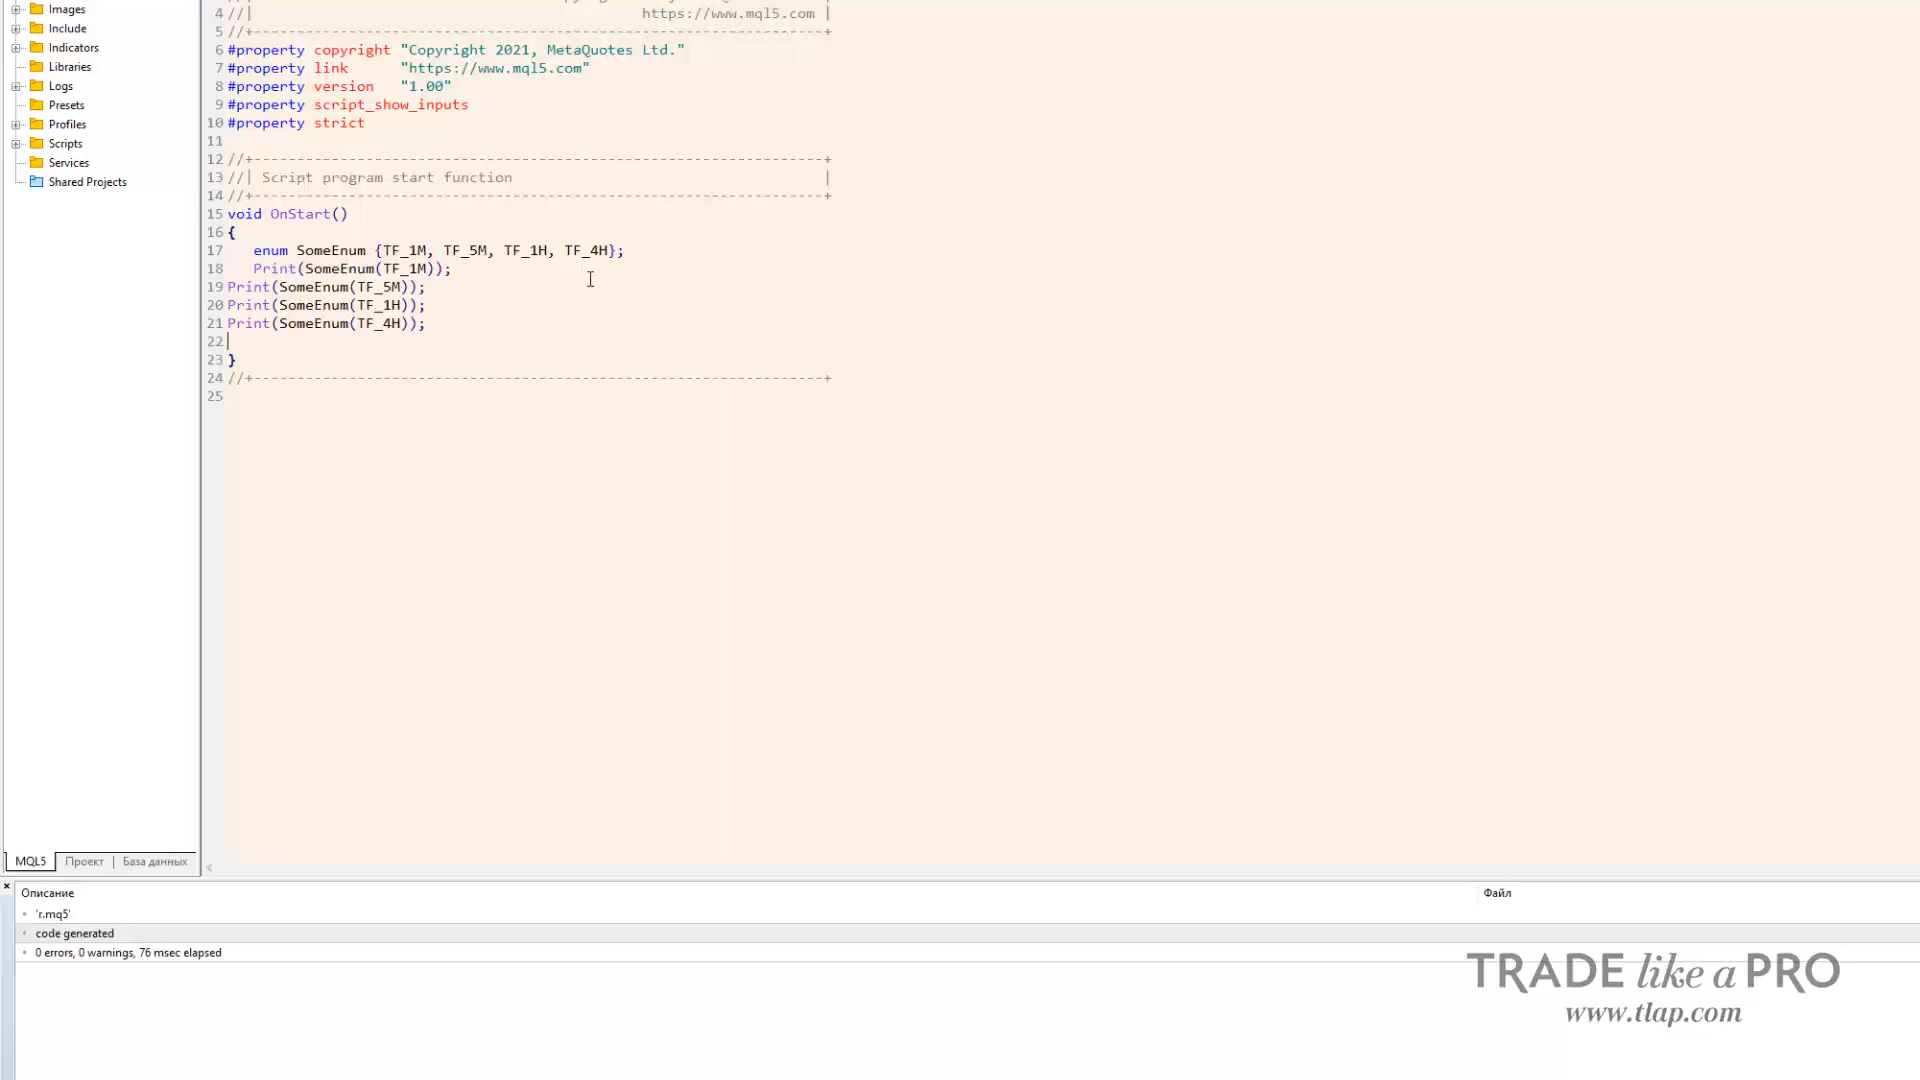 Images
Include
Indicators
Libraries
Logs
Presets
Profiles
Scripts
Services
Shared Projects
4 //| https://www.mql5.com |
5 //+------------------------------------------------------------------+
6 #property copyright "Copyright 2021, MetaQuotes Ltd."
7 #property link "https://www.mql5.com"
8 #property version "1.00"
9 #property script_show_inputs
10 #property strict
11
12 //+------------------------------------------------------------------+
13 //| Script program start function |
14 //+------------------------------------------------------------------+
15 void OnStart()
16 {
17 enum SomeEnum {TF_1M, TF_5M, TF_1H, TF_4H};
18 Print(SomeEnum(TF_1M));
19 Print(SomeEnum(TF_5M));
20 Print(SomeEnum(TF_1H));
21 Print(SomeEnum(TF_4H));
22
23 }
24 //+------------------------------------------------------------------+
25
MQL5 Проект База данных
Описание Файл
'r.mq5'
code generated
0 errors, 0 warnings, 76 msec elapsed
TRADE like a PRO
www.tlap.com